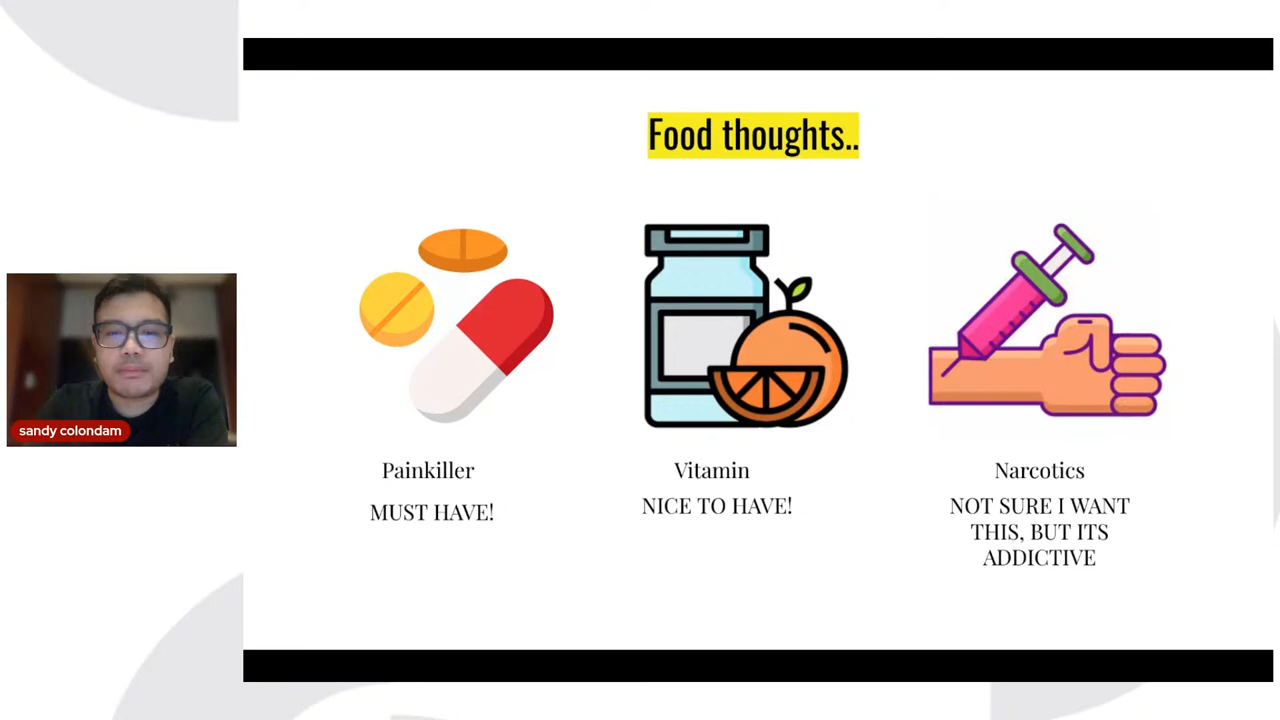 Food thoughts..
sandy colondam
Painkiller
MUST HAVE!
Vitamin
NICE TO HAVE!
Narcotics
NOT SURE I WANT
THIS, BUT ITS
ADDICTIVE